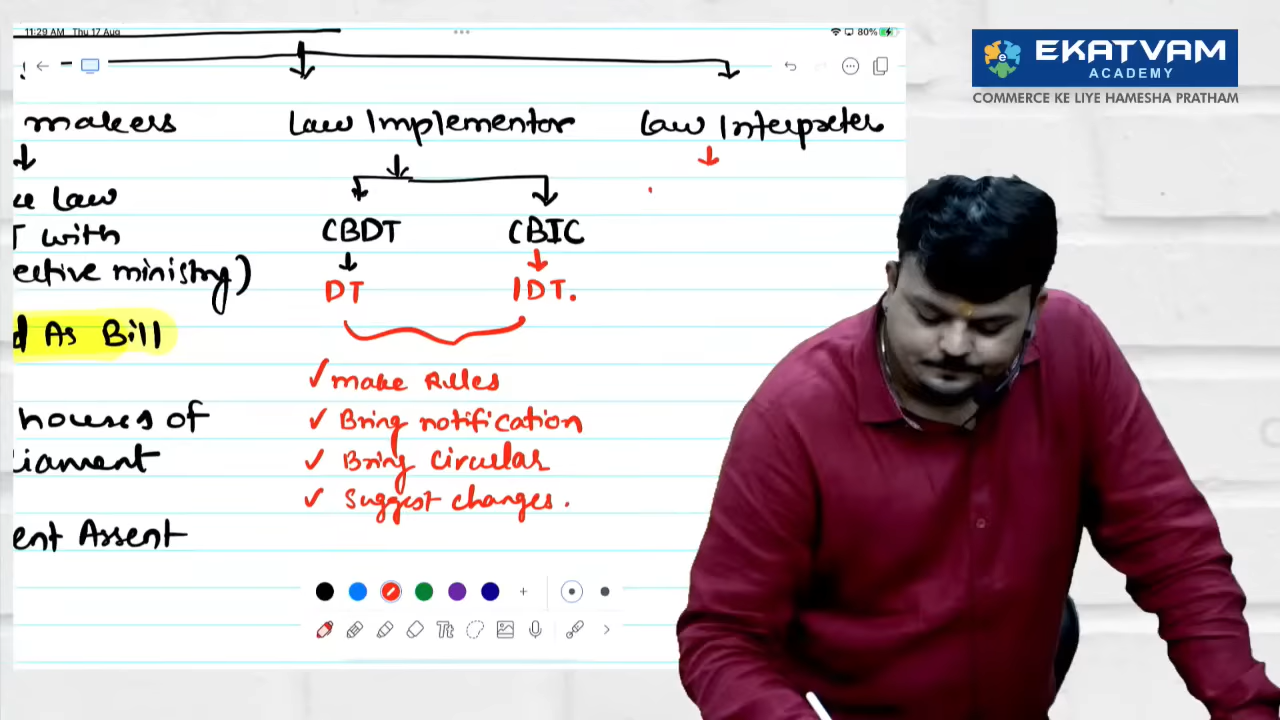 11:29 AM Thu 17 Aug
80%
EKATVAM
ACADEMY
COMMERCE KE LIYE HAMESHA PRATHAM
makers
Law Implementor
Law Interpreter
Law
CBDT
CBIC
with
ective ministry)
DT
IDT.
d As Bill
✓ make Rules
✓ Bring notification
✓ Bring Circular
✓ Suggest changes.
houses of
liament
ent Assent
Tt